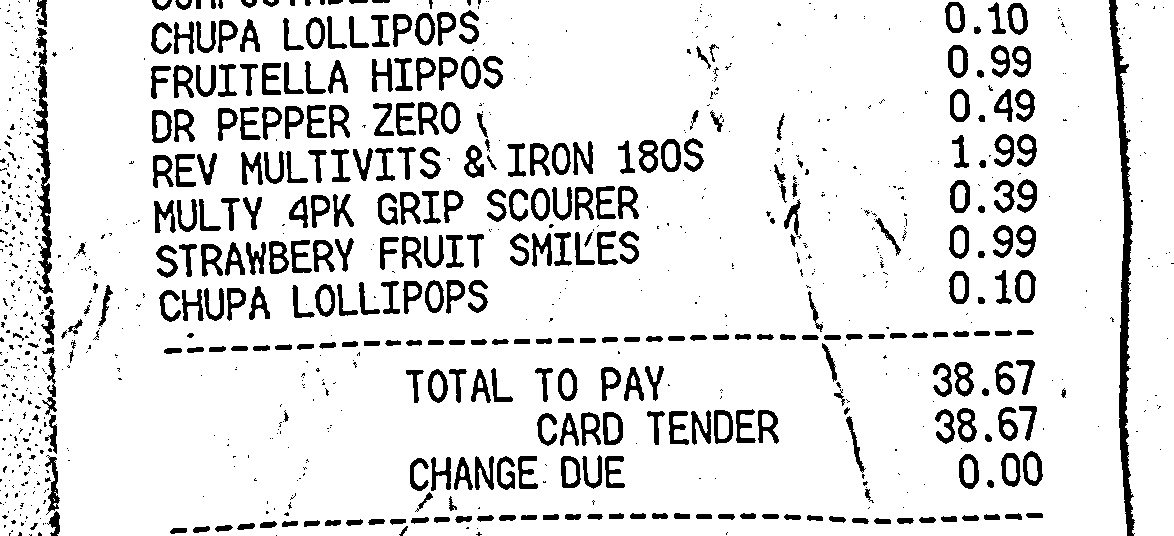 CHUPA LOLLIPOPS 0.10
FRUITELLA HIPPOS 0.99
DR PEPPER ZERO 0.49
REV MULTIVITS & IRON 180S 1.99
MULTY 4PK GRIP SCOURER 0.39
STRAWBERY FRUIT SMILES 0.99
CHUPA LOLLIPOPS 0.10
TOTAL TO PAY 38.67
CARD TENDER 38.67
CHANGE DUE 0.00